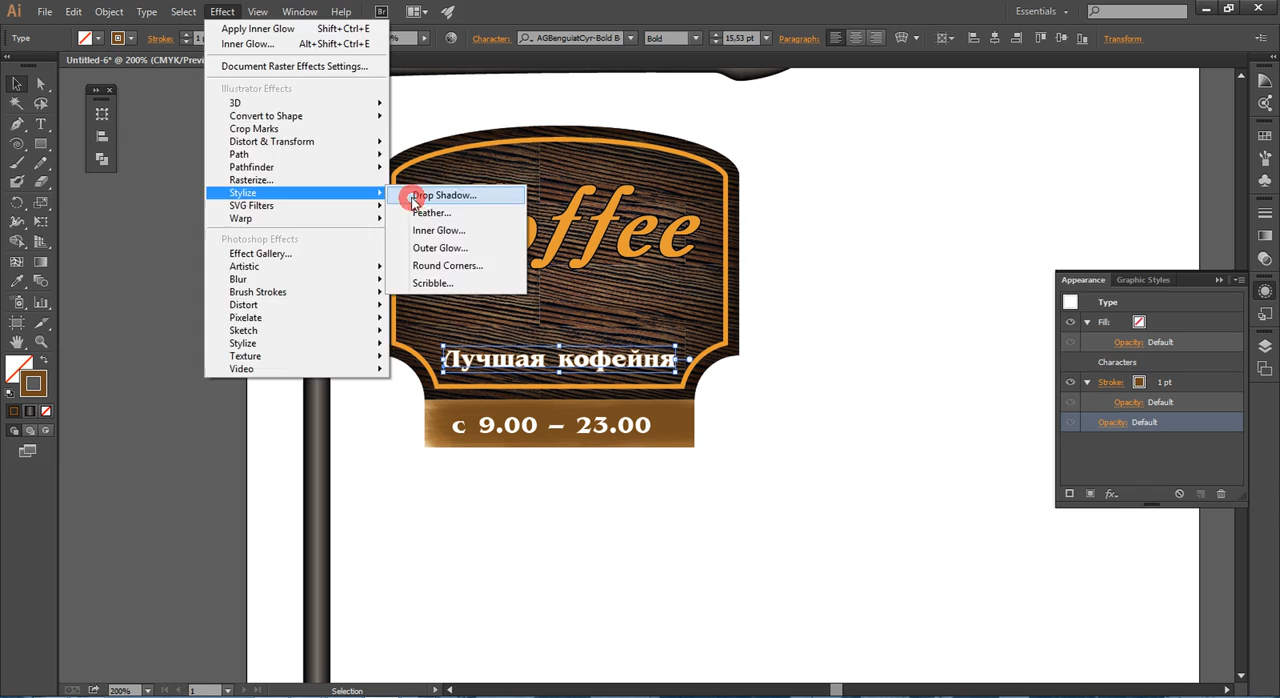 Ai File Edit Object Type Select Effect View Window Help Br Essentials
Type Stroke: Character: AGBenguiatCyr-Bold B Bold 15,53 pt Paragraph: Transform
Untitled-6* @ 200% (CMYK/Previ
Apply Inner Glow Shift+Ctrl+E
Inner Glow... Alt+Shift+Ctrl+E
Document Raster Effects Settings...
Illustrator Effects
3D
Convert to Shape
Crop Marks
Distort & Transform
Path
Pathfinder
Rasterize...
Stylize
SVG Filters
Warp
Photoshop Effects
Effect Gallery...
Artistic
Blur
Brush Strokes
Distort
Pixelate
Sketch
Stylize
Texture
Video
Drop Shadow...
Feather...
Inner Glow...
Outer Glow...
Round Corners...
Scribble...
offee
Лучшая кофейня
с 9.00 – 23.00
Appearance Graphic Styles
Type
Fill:
Opacity: Default
Characters
Stroke: 1 pt
Opacity: Default
Opacity: Default
fx
200% 1 Selection